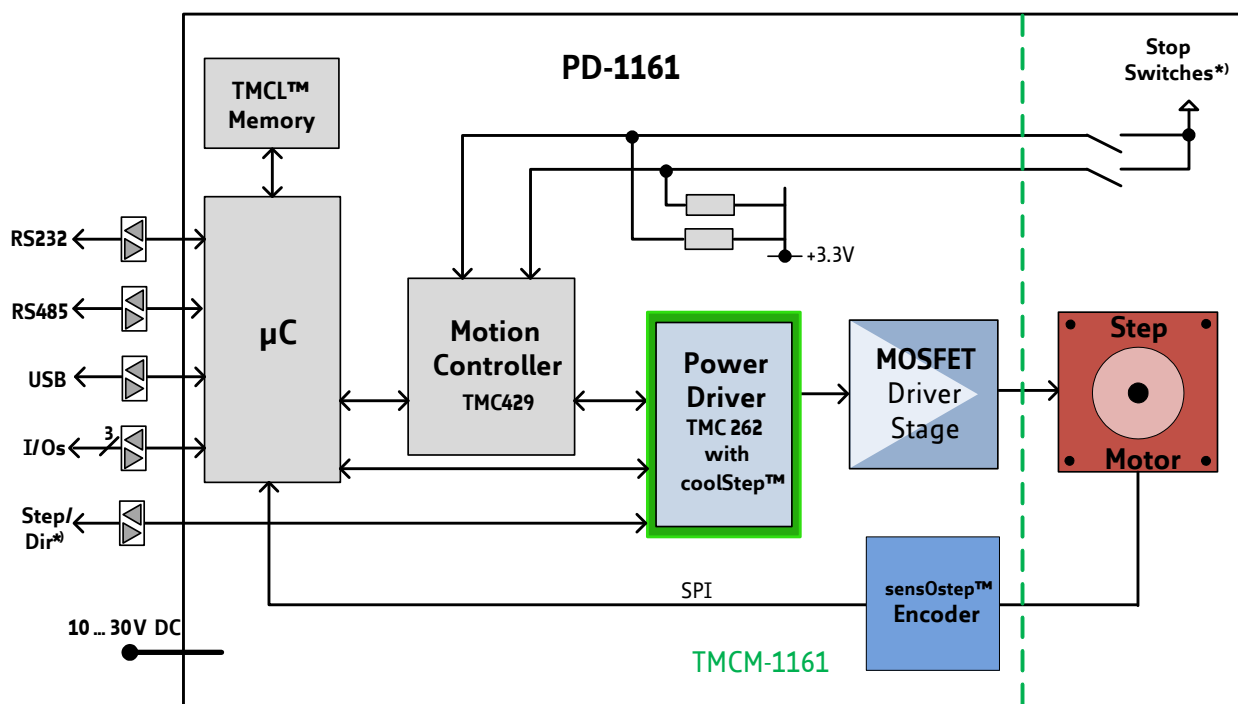 PD-1161
Stop
Switches*)
TMCL™
Memory
RS232
RS485
USB
I/Os
3
Step/
Dir*)
µC
Motion
Controller
TMC429
+3.3V
Power
Driver
TMC 262
with
coolStep™
MOSFET
Driver
Stage
Step
Motor
SPI
sensOstep™
Encoder
10 ... 30V DC
TMCM-1161